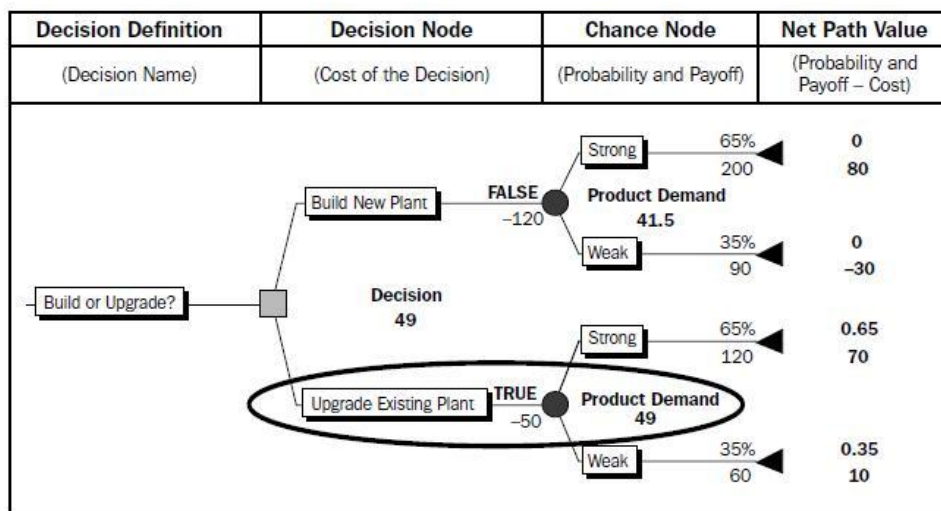 Decision Definition
Decision Node
Chance Node
Net Path Value
(Decision Name)
(Cost of the Decision)
(Probability and Payoff)
(Probability and
Payoff – Cost)
Build or Upgrade?
Decision
49
Build New Plant
FALSE
–120
Product Demand
41.5
Strong
65%
200
0
80
Weak
35%
90
0
–30
Upgrade Existing Plant
TRUE
–50
Product Demand
49
Strong
65%
120
0.65
70
Weak
35%
60
0.35
10